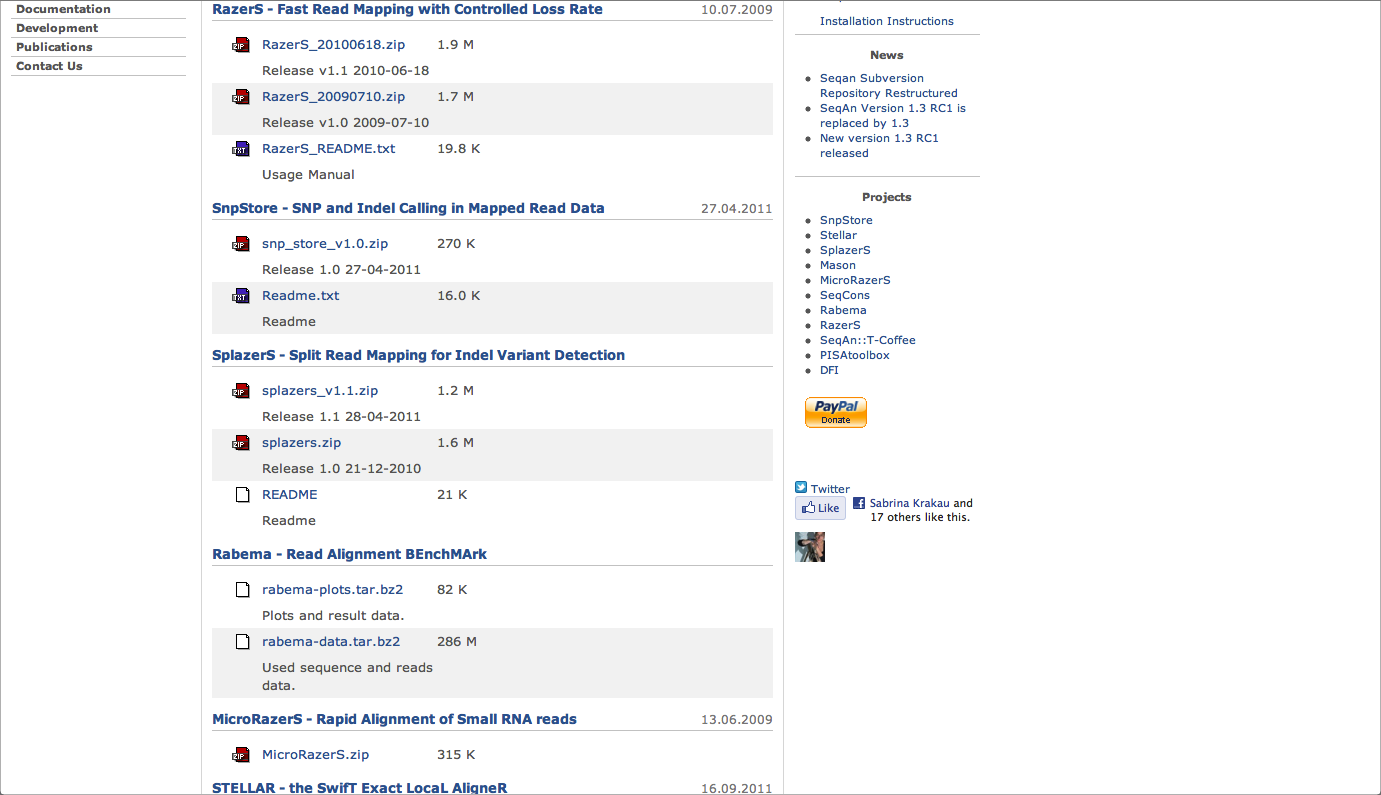 Documentation
Development
Publications
Contact Us
RazerS - Fast Read Mapping with Controlled Loss Rate 10.07.2009
ZIP RazerS_20100618.zip 1.9 M
Release v1.1 2010-06-18
ZIP RazerS_20090710.zip 1.7 M
Release v1.0 2009-07-10
TXT RazerS_README.txt 19.8 K
Usage Manual
SnpStore - SNP and Indel Calling in Mapped Read Data 27.04.2011
ZIP snp_store_v1.0.zip 270 K
Release 1.0 27-04-2011
TXT Readme.txt 16.0 K
Readme
SplazerS - Split Read Mapping for Indel Variant Detection
ZIP splazers_v1.1.zip 1.2 M
Release 1.1 28-04-2011
ZIP splazers.zip 1.6 M
Release 1.0 21-12-2010
README 21 K
Readme
Rabema - Read Alignment BEnchMArk
rabema-plots.tar.bz2 82 K
Plots and result data.
rabema-data.tar.bz2 286 M
Used sequence and reads
data.
MicroRazerS - Rapid Alignment of Small RNA reads 13.06.2009
ZIP MicroRazerS.zip 315 K
STELLAR - the SwifT Exact LocaL AligneR 16.09.2011
Installation Instructions
News
Seqan Subversion
Repository Restructured
SeqAn Version 1.3 RC1 is
replaced by 1.3
New version 1.3 RC1
released
Projects
SnpStore
Stellar
SplazerS
Mason
MicroRazerS
SeqCons
Rabema
RazerS
SeqAn::T-Coffee
PISAtoolbox
DFI
PayPal
Donate
Twitter
Like Sabrina Krakau and
17 others like this.